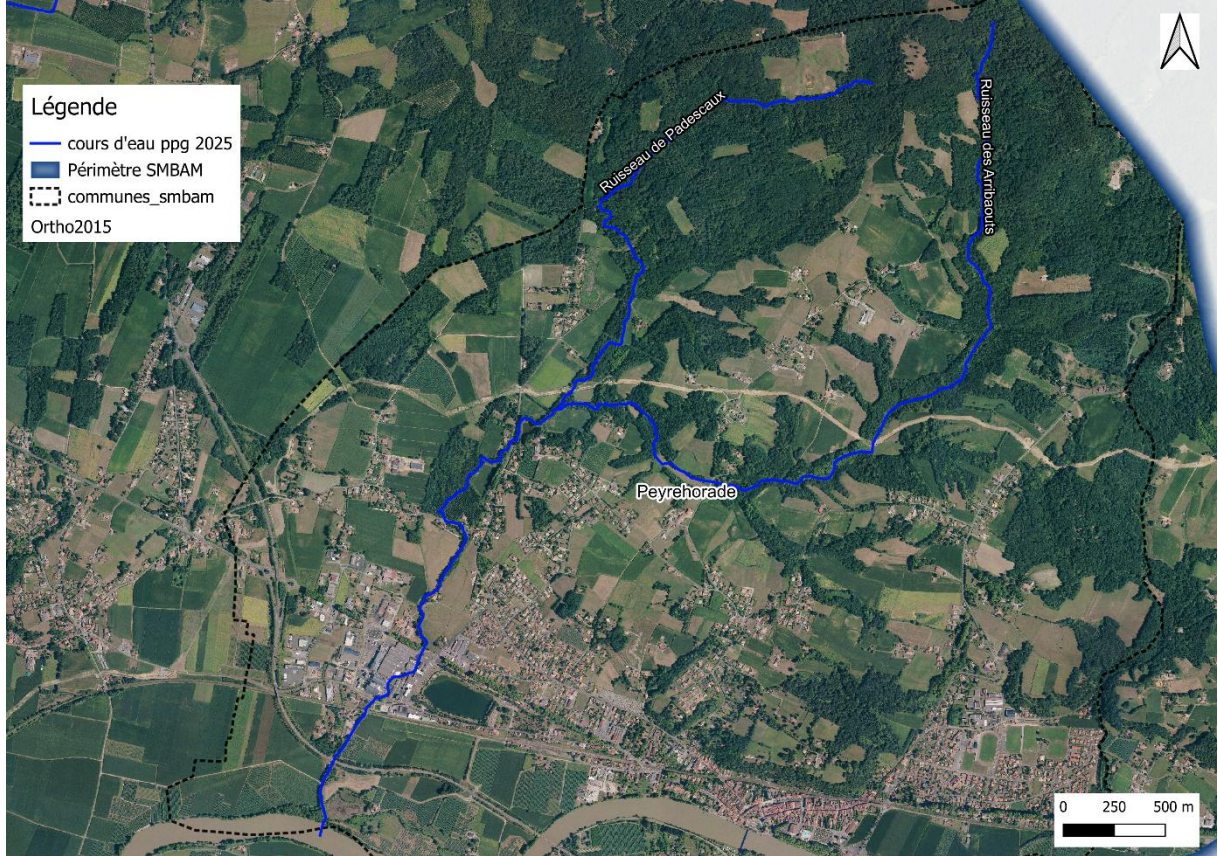 Légende
cours d'eau ppg 2025
Périmètre SMBAM
communes_smbam
Ortho2015
Ruisseau de Padescaux
Ruisseau des Arribaouts
Peyrehorade
0 250 500 m